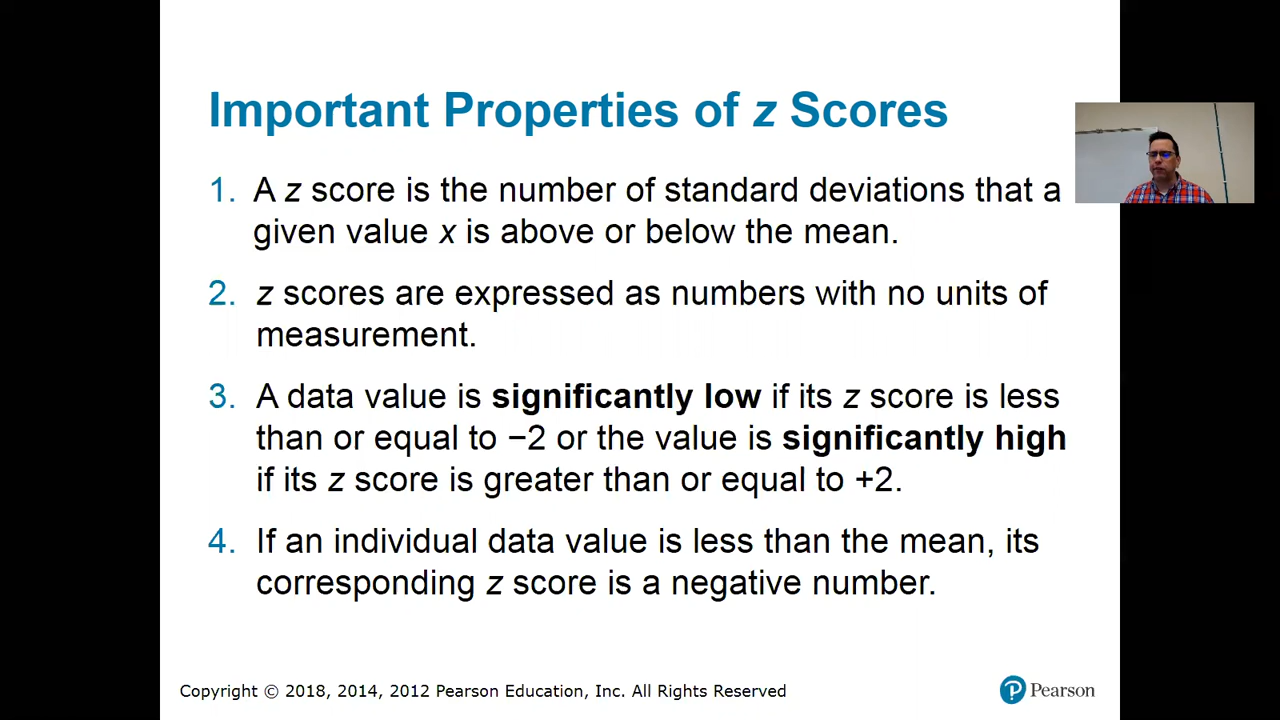 Important Properties of z Scores
1. A z score is the number of standard deviations that a
given value x is above or below the mean.
2. z scores are expressed as numbers with no units of
measurement.
3. A data value is significantly low if its z score is less
than or equal to −2 or the value is significantly high
if its z score is greater than or equal to +2.
4. If an individual data value is less than the mean, its
corresponding z score is a negative number.
Copyright © 2018, 2014, 2012 Pearson Education, Inc. All Rights Reserved
P Pearson